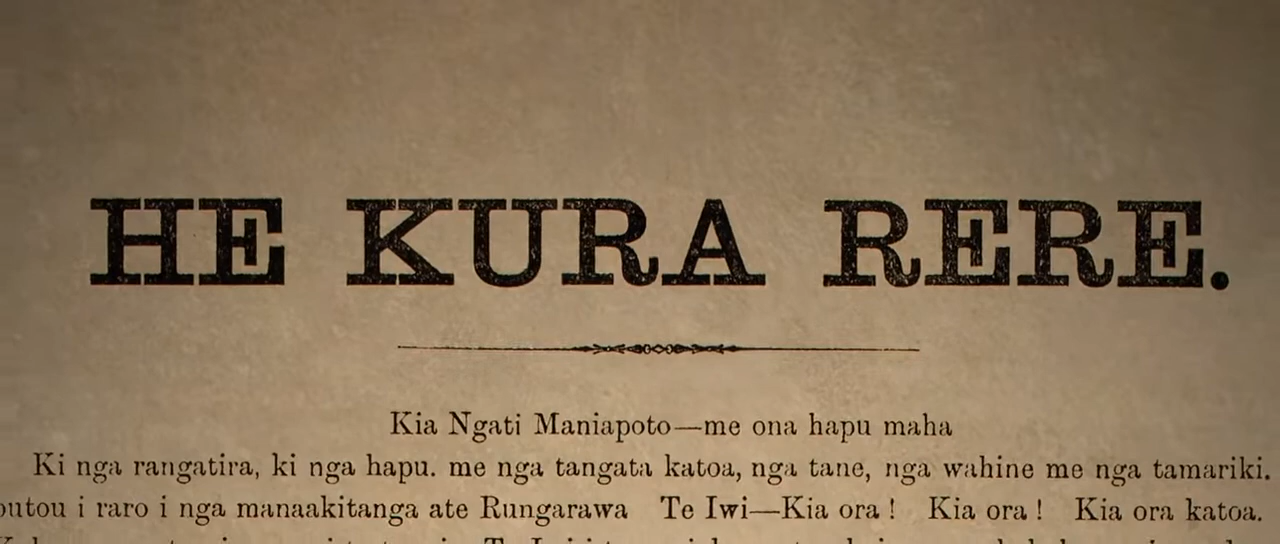 HE KURA RERE.
Kia Ngati Maniapoto—me ona hapu maha
Ki nga rangatira, ki nga hapu. me nga tangata katoa, nga tane, nga wahine me nga tamariki.
outou i raro i nga manaakitanga ate Rungarawa Te Iwi—Kia ora ! Kia ora ! Kia ora katoa.